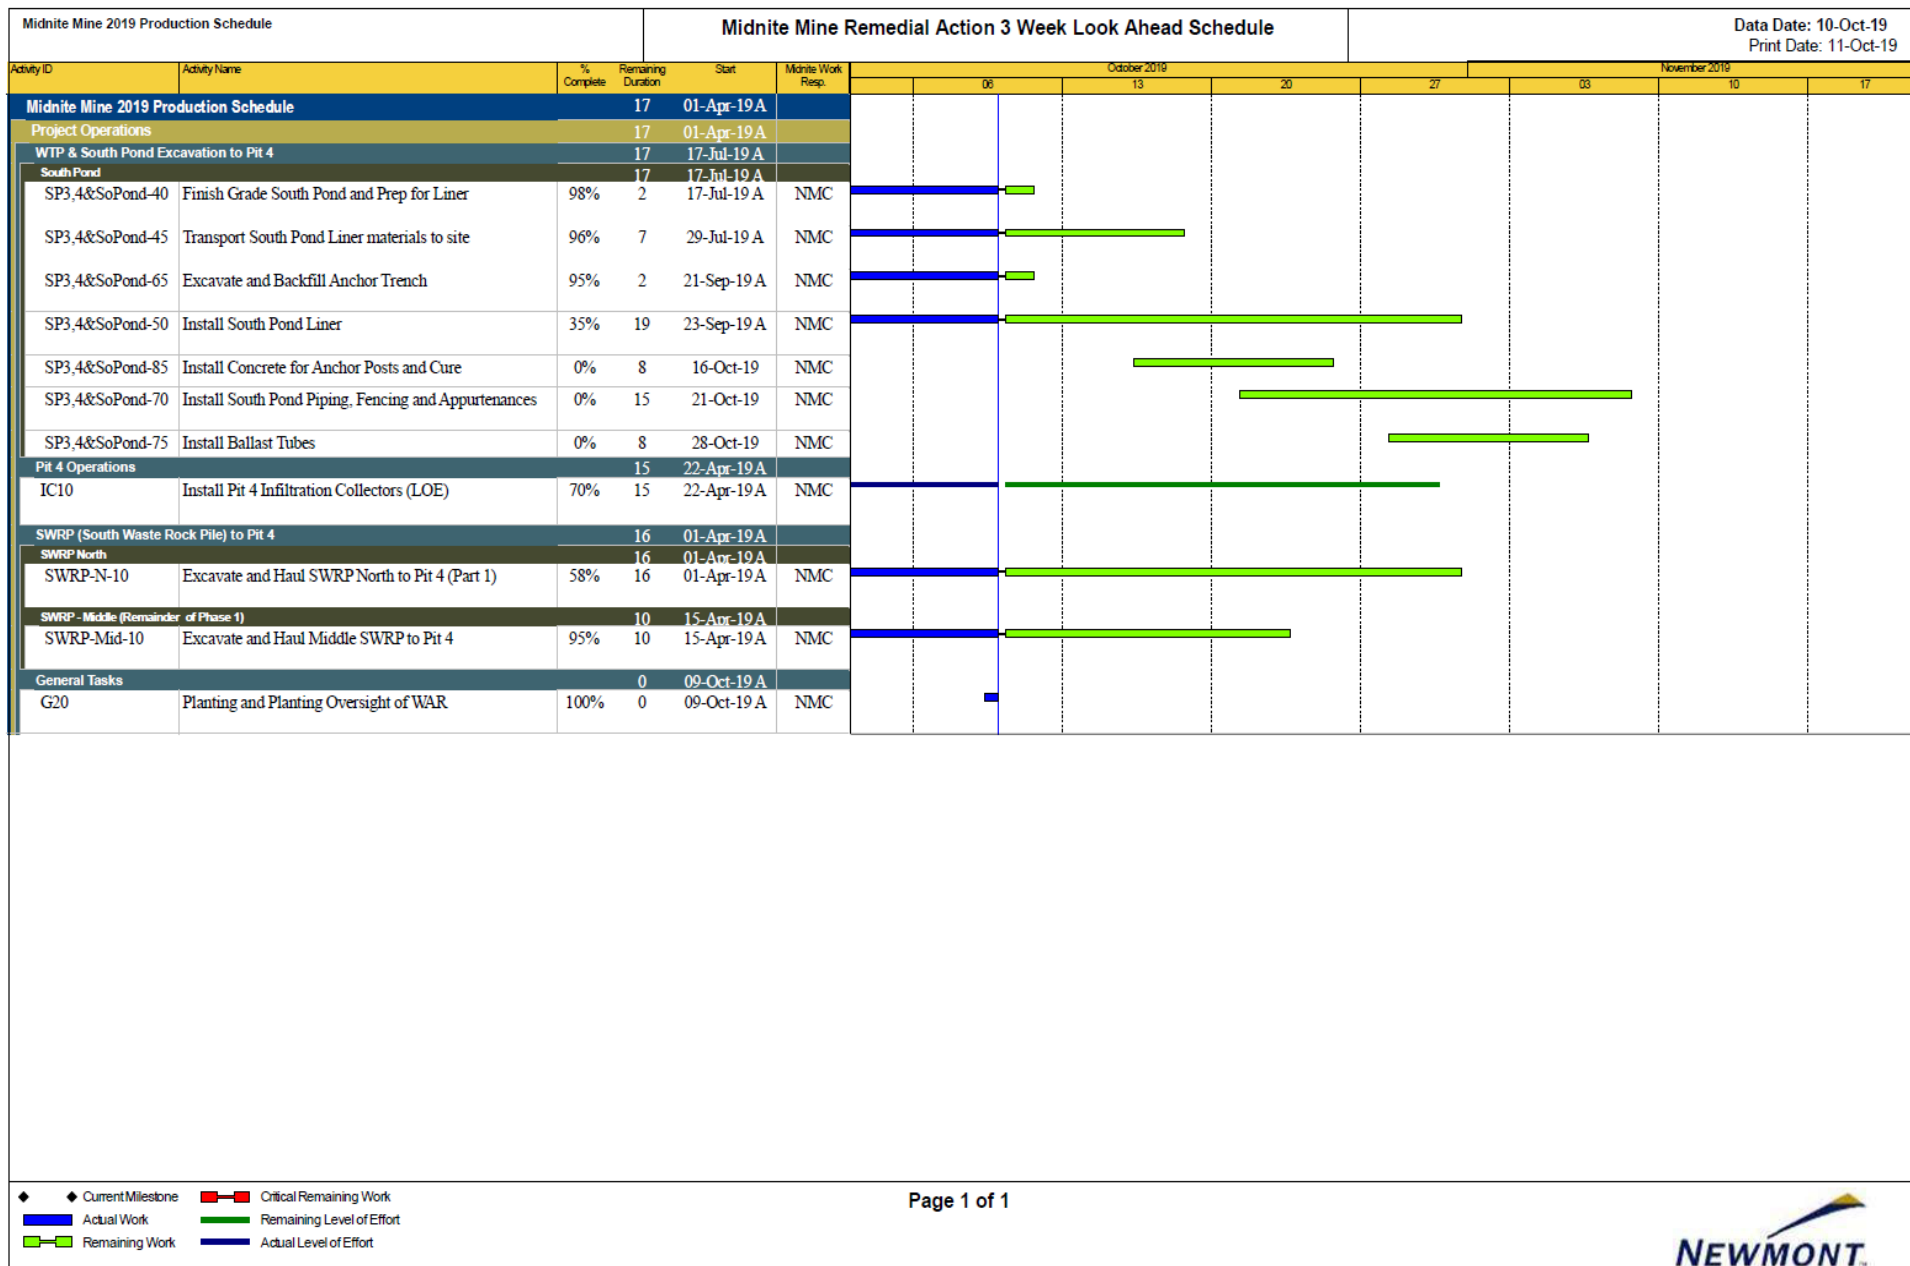 Midnite Mine 2019 Production Schedule
Midnite Mine Remedial Action 3 Week Look Ahead Schedule
Data Date: 10-Oct-19
Print Date: 11-Oct-19
Activity ID Activity Name % Complete Remaining Duration Start Midnite Work Resp. October 2019 November 2019
06 13 20 27 03 10 17
Midnite Mine 2019 Production Schedule 17 01-Apr-19 A
Project Operations 17 01-Apr-19 A
WTP & South Pond Excavation to Pit 4 17 17-Jul-19 A
South Pond 17 17-Jul-19 A
SP3,4&SoPond-40 Finish Grade South Pond and Prep for Liner 98% 2 17-Jul-19 A NMC
SP3,4&SoPond-45 Transport South Pond Liner materials to site 96% 7 29-Jul-19 A NMC
SP3,4&SoPond-65 Excavate and Backfill Anchor Trench 95% 2 21-Sep-19 A NMC
SP3,4&SoPond-50 Install South Pond Liner 35% 19 23-Sep-19 A NMC
SP3,4&SoPond-85 Install Concrete for Anchor Posts and Cure 0% 8 16-Oct-19 NMC
SP3,4&SoPond-70 Install South Pond Piping, Fencing and Appurtenances 0% 15 21-Oct-19 NMC
SP3,4&SoPond-75 Install Ballast Tubes 0% 8 28-Oct-19 NMC
Pit 4 Operations 15 22-Apr-19 A
IC10 Install Pit 4 Infiltration Collectors (LOE) 70% 15 22-Apr-19 A NMC
SWRP (South Waste Rock Pile) to Pit 4 16 01-Apr-19 A
SWRP North 16 01-Apr-19 A
SWRP-N-10 Excavate and Haul SWRP North to Pit 4 (Part 1) 58% 16 01-Apr-19 A NMC
SWRP - Middle (Remainder of Phase 1) 10 15-Apr-19 A
SWRP-Mid-10 Excavate and Haul Middle SWRP to Pit 4 95% 10 15-Apr-19 A NMC
General Tasks 0 09-Oct-19 A
G20 Planting and Planting Oversight of WAR 100% 0 09-Oct-19 A NMC
Current Milestone Critical Remaining Work
Actual Work Remaining Level of Effort
Remaining Work Actual Level of Effort
Page 1 of 1
NEWMONT